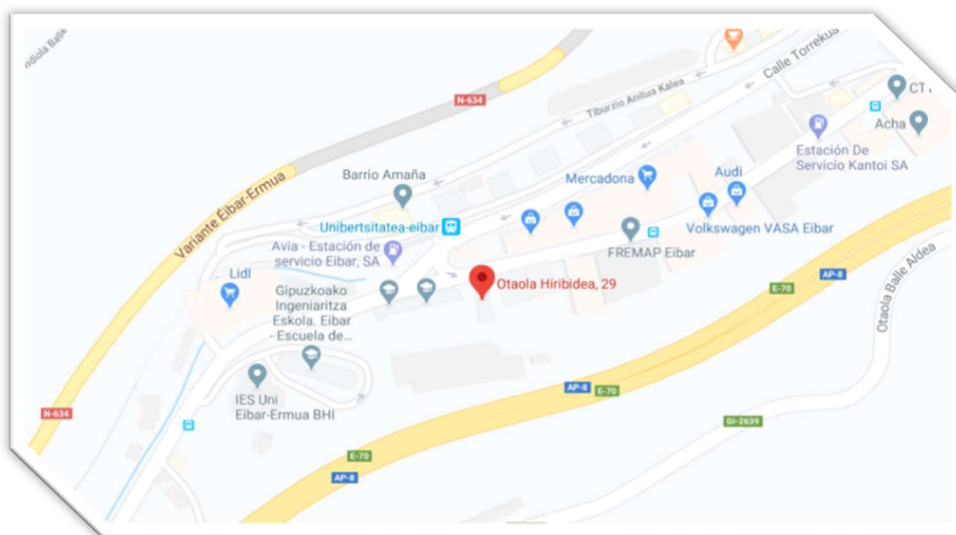 N-634
Calle Torrekus
Tiburzio Anitua Kalea
CT
Acha
Estación De
Servicio Kantoi SA
Barrio Amaña
Mercadona
Audi
Variante Eibar-Ermua
Unibertsitatea-eibar
Volkswagen VASA Eibar
Avia - Estación de
servicio Eibar, SA
FREMAP Eibar
Lidl
Otaola Hiribidea, 29
Gipuzkoako
Ingeniaritza
Eskola. Eibar
- Escuela de...
AP-8
E-70
Otaola Balle Aldea
IES Uni
Eibar-Ermua BHI
AP-8
E-70
N-634
GI-2639
E-70
AP-8